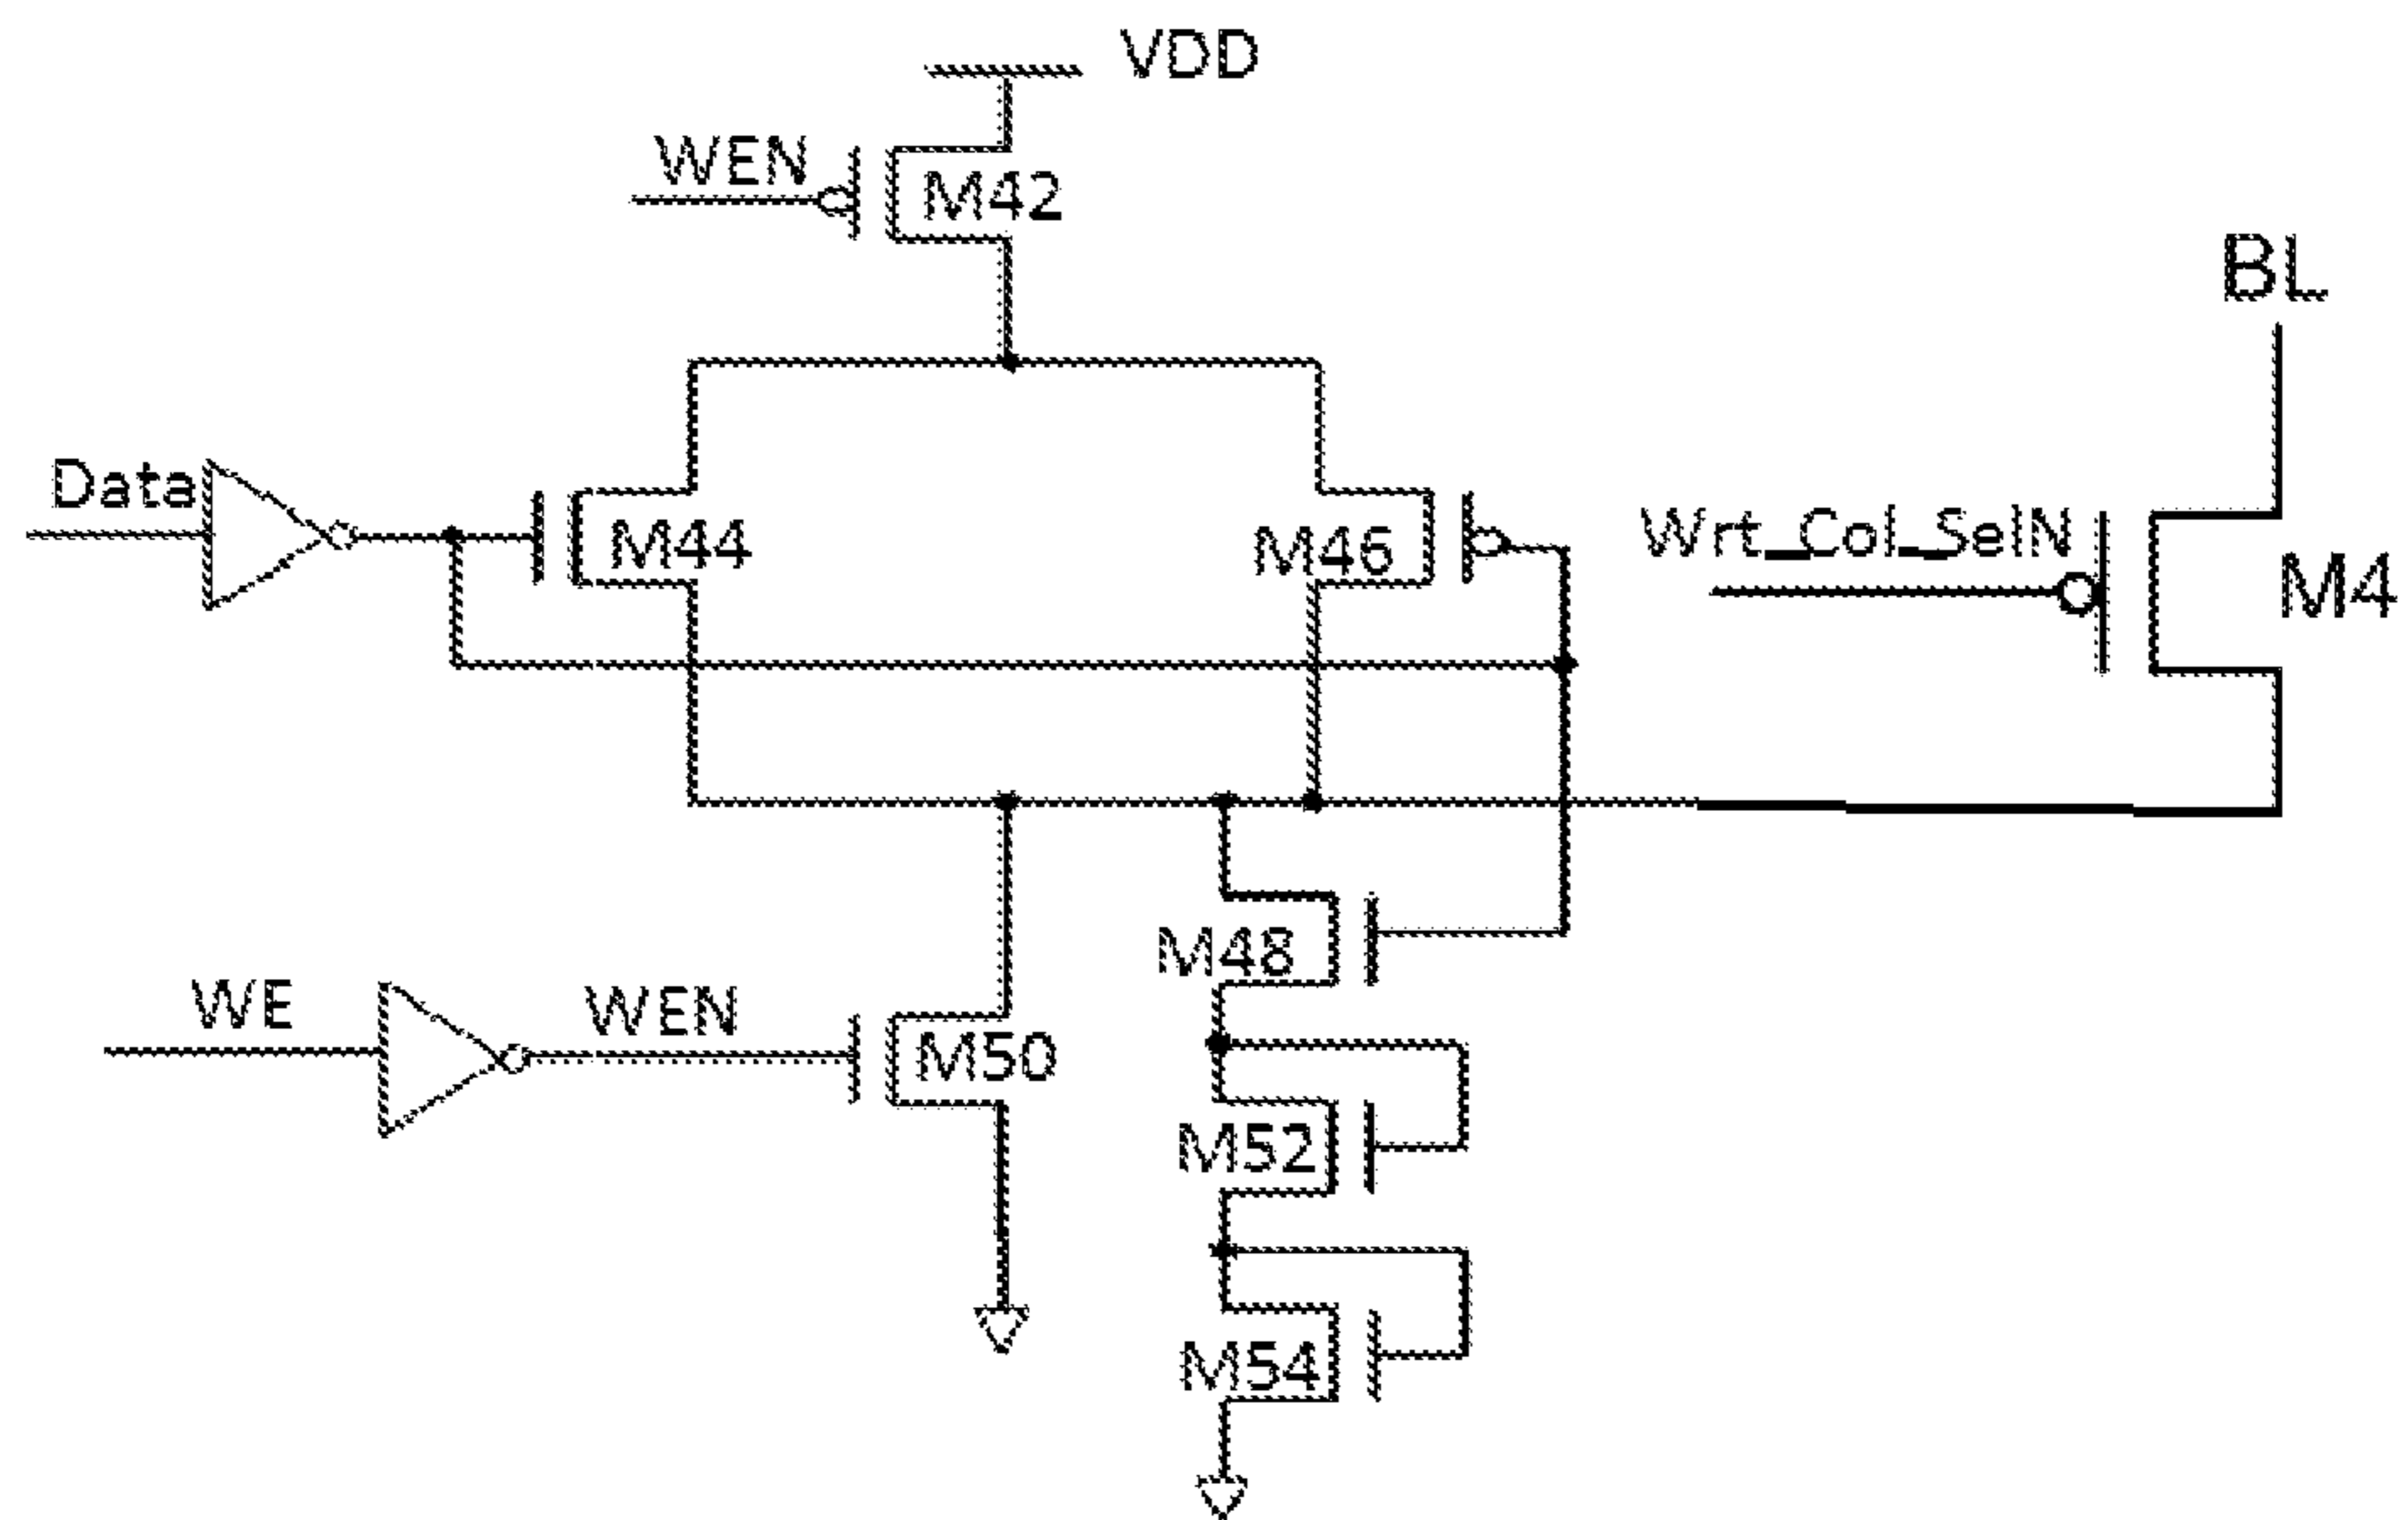 VDD
WEN
M42
BL
Data
M44
M46
Wrt_Col_SelN
M4
M48
WE
WEN
M50
M52
M54